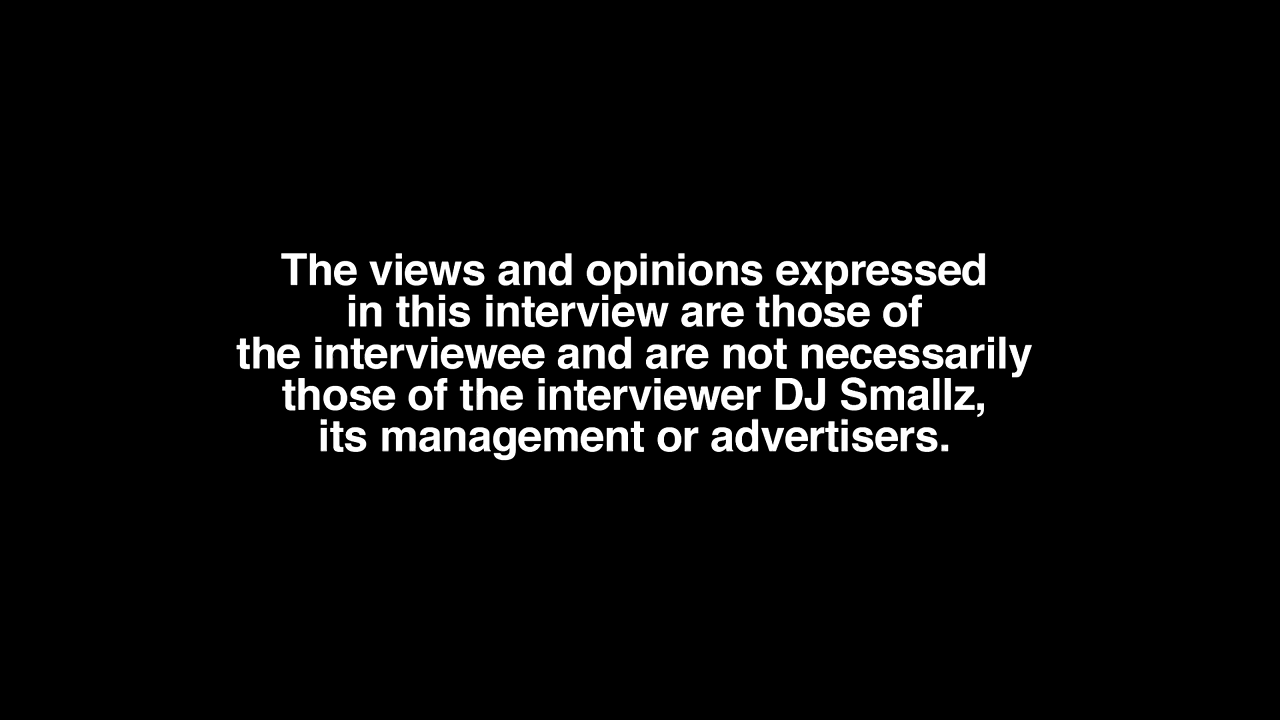 The views and opinions expressed
in this interview are those of
the interviewee and are not necessarily
those of the interviewer DJ Smallz,
its management or advertisers.